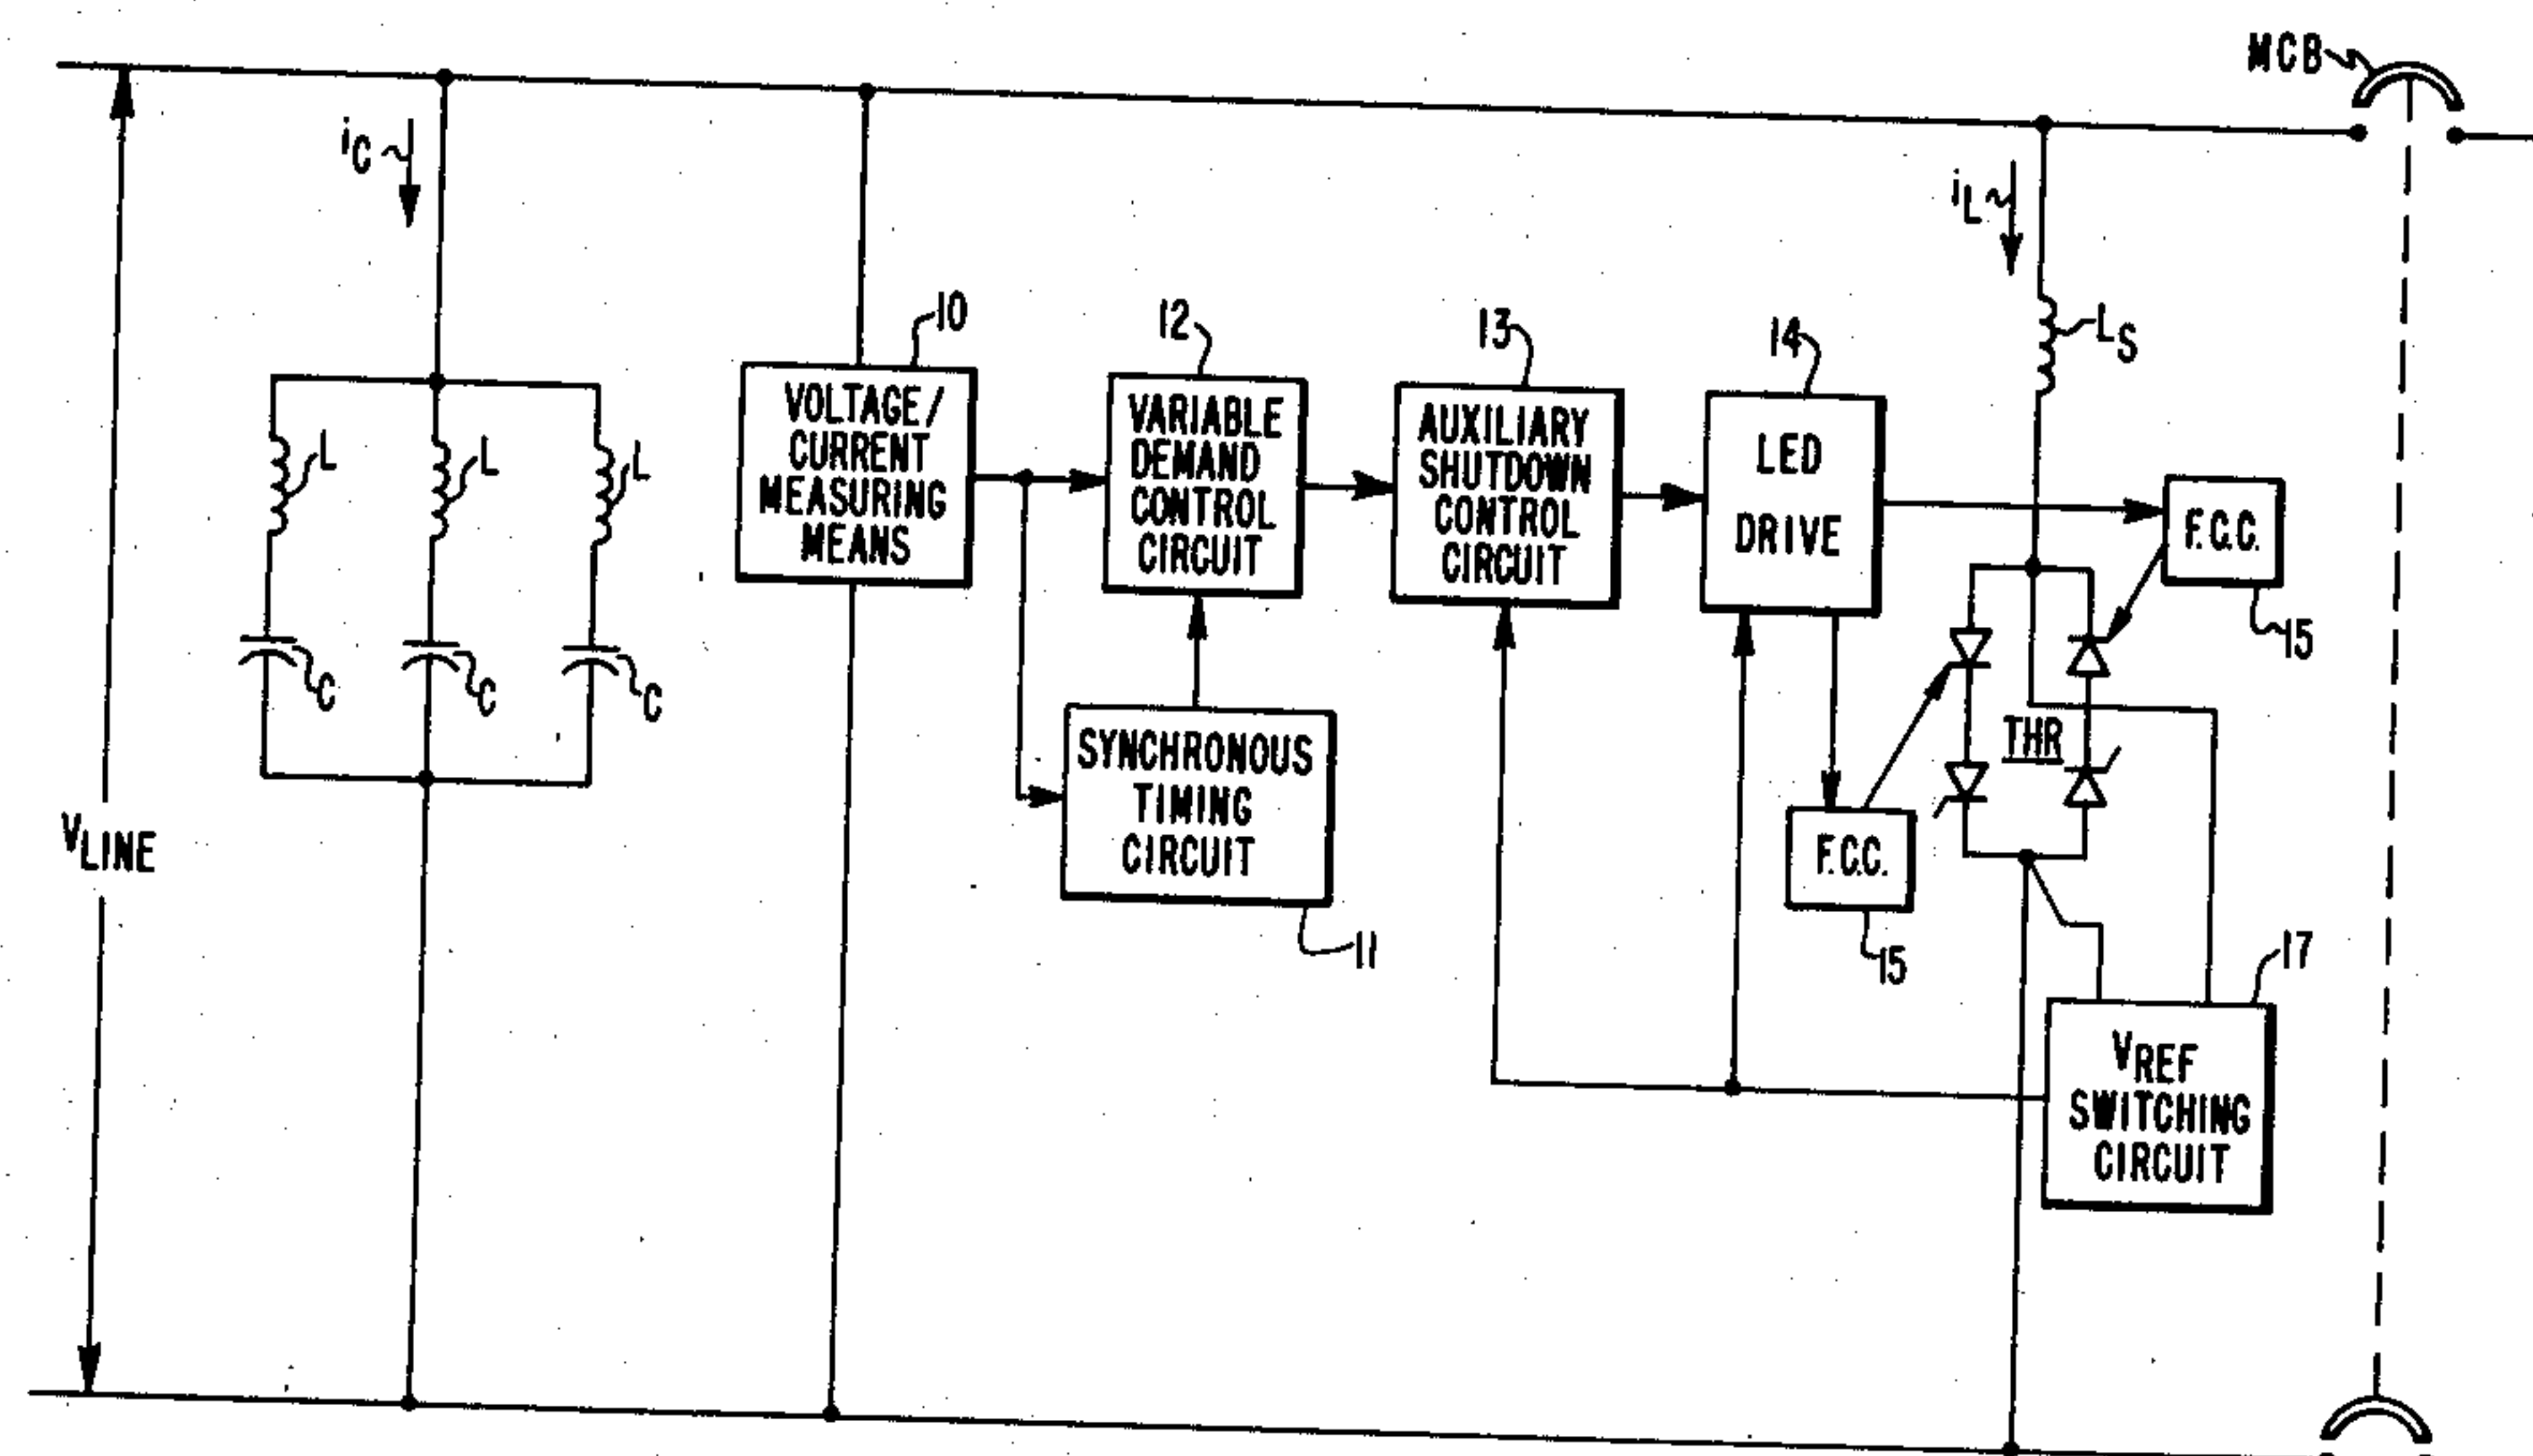 MCB
iC
iL
10
12
13
14
LS
VOLTAGE/
CURRENT
MEASURING
MEANS
VARIABLE
DEMAND
CONTROL
CIRCUIT
AUXILIARY
SHUTDOWN
CONTROL
CIRCUIT
LED
DRIVE
F.C.C.
15
L
L
L
C
C
C
THR
SYNCHRONOUS
TIMING
CIRCUIT
11
F.C.C.
15
VLINE
17
VREF
SWITCHING
CIRCUIT